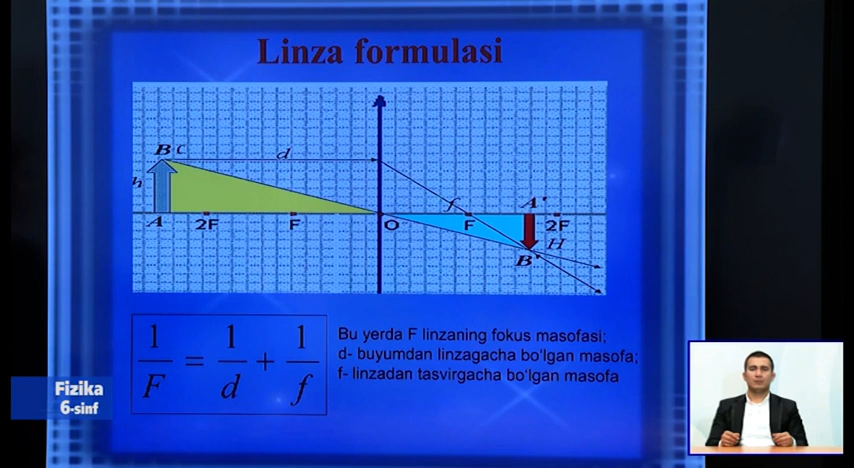 Linza formulasi
B C
d
h
f
A'
A
2F
F
O
F
2F
H
B'
1/F = 1/d + 1/f
Bu yerda F linzaning fokus masofasi;
d- buyumdan linzagacha bo'lgan masofa;
f- linzadan tasvirgacha bo'lgan masofa
Fizika
6-sinf